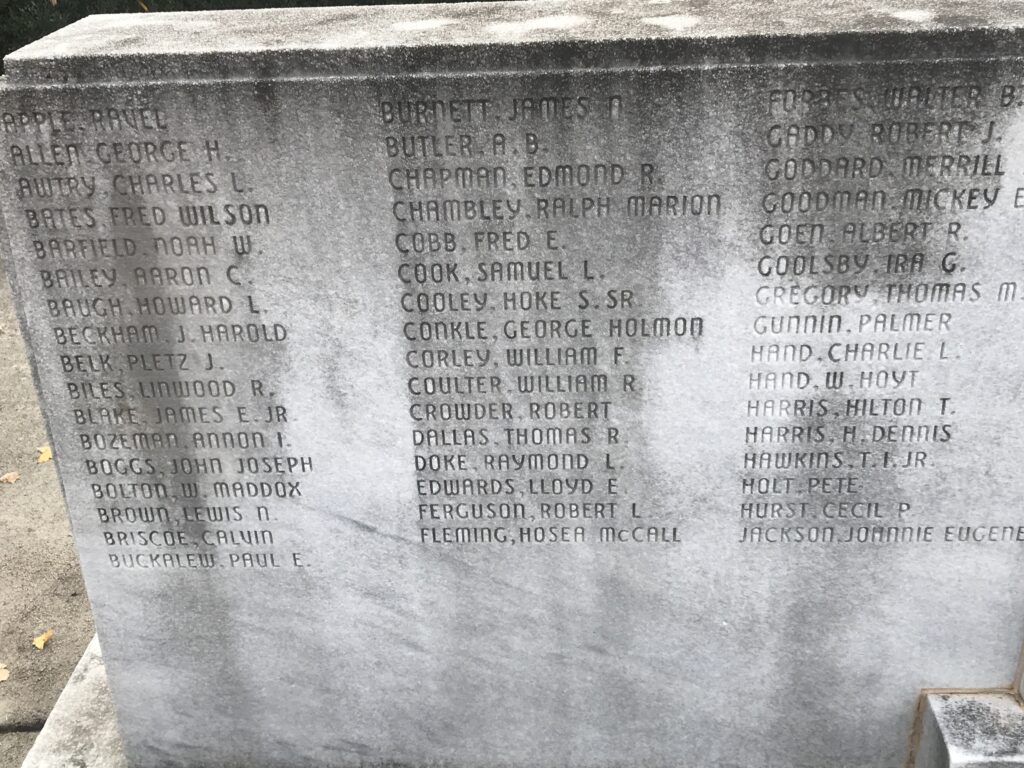 APPLE, RAVEL
ALLEN, GEORGE H.
AUTRY, CHARLES L.
BATES, FRED WILSON
BARFIELD, NOAH W.
BAILEY, AARON C.
BAUGH, HOWARD L.
BECKHAM, J. HAROLD
BELK, PLETZ J.
BILES, LINWOOD R.
BLAKE, JAMES E. JR.
BOZEMAN, ANNON I.
BOGGS, JOHN JOSEPH
BOLTON, W. MADDOX
BROWN, LEWIS N.
BRISCOE, CALVIN
BUCKALEW, PAUL E.
BURNETT, JAMES N
BUTLER, A. B.
CHAPMAN, EDMOND R.
CHAMBLEY, RALPH MARION
COBB, FRED E.
COOK, SAMUEL L.
COOLEY, HOKE S. SR.
CONKLE, GEORGE HOLMON
CORLEY, WILLIAM F.
COULTER, WILLIAM R.
CROWDER, ROBERT
DALLAS, THOMAS R.
DOKE, RAYMOND L.
EDWARDS, LLOYD E.
FERGUSON, ROBERT L.
FLEMING, HOSEA McCALL
FORBES, WALTER B.
GADDY, ROBERT J.
GODDARD, MERRILL
GOODMAN, MICKEY E
GOEN, ALBERT R.
GOOLSBY, IRA G.
GREGORY, THOMAS M.
GUNNIN, PALMER
HAND, CHARLIE L.
HAND, W. HOYT
HARRIS, HILTON T.
HARRIS, H. DENNIS
HAWKINS, T. I. JR.
HOLT, PETE
HURST, CECIL P
JACKSON, JOHNNIE EUGENE